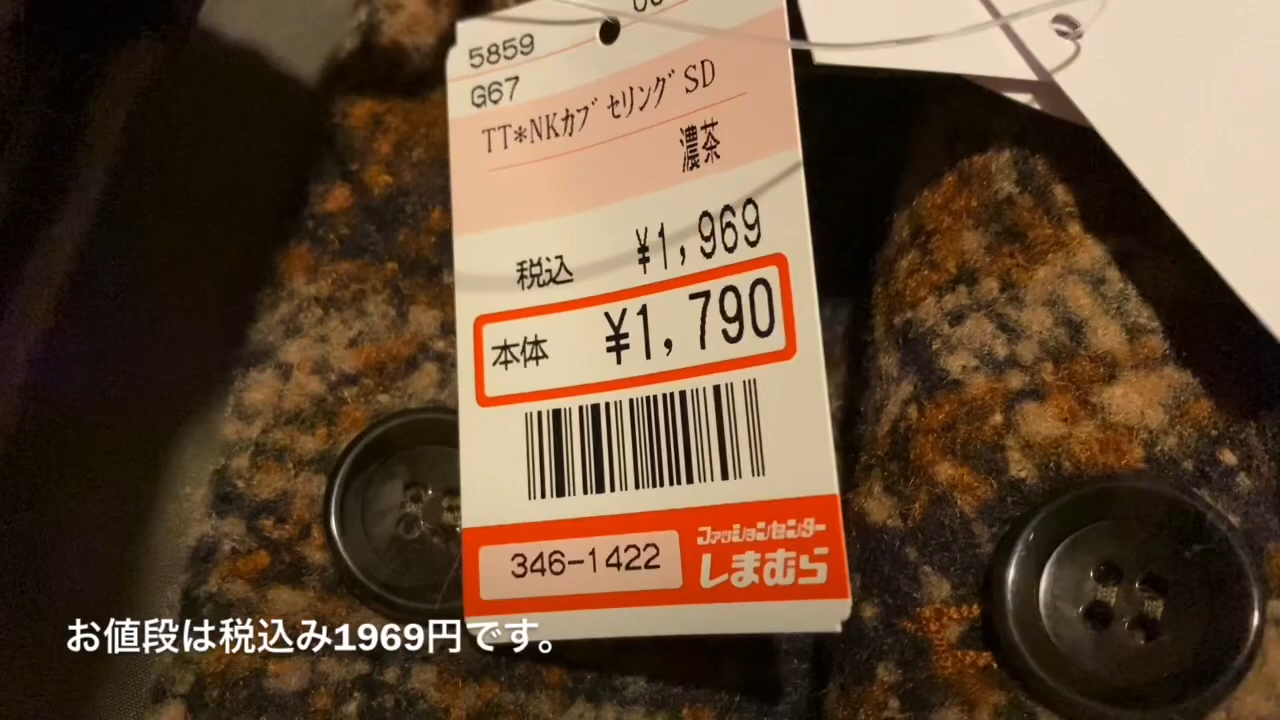 5859
G67
TT*NKカブセリング SD
濃茶
税込 ¥1,969
本体 ¥1,790
346-1422
ファッションセンター
しまむら
お値段は税込み1969円です。